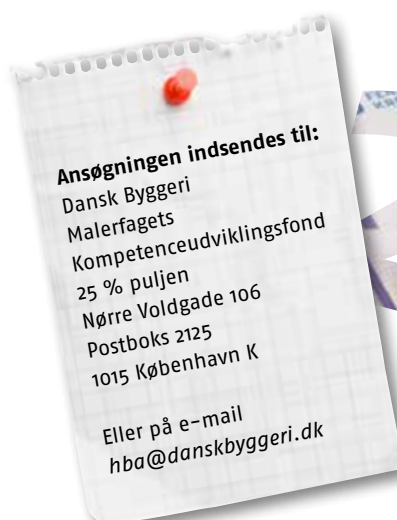 Ansøgningen indsendes til:
Dansk Byggeri
Malerfagets
Kompetenceudviklingsfond
25 % puljen
Nørre Voldgade 106
Postboks 2125
1015 København K
Eller på e-mail
hba@danskbyggeri.dk